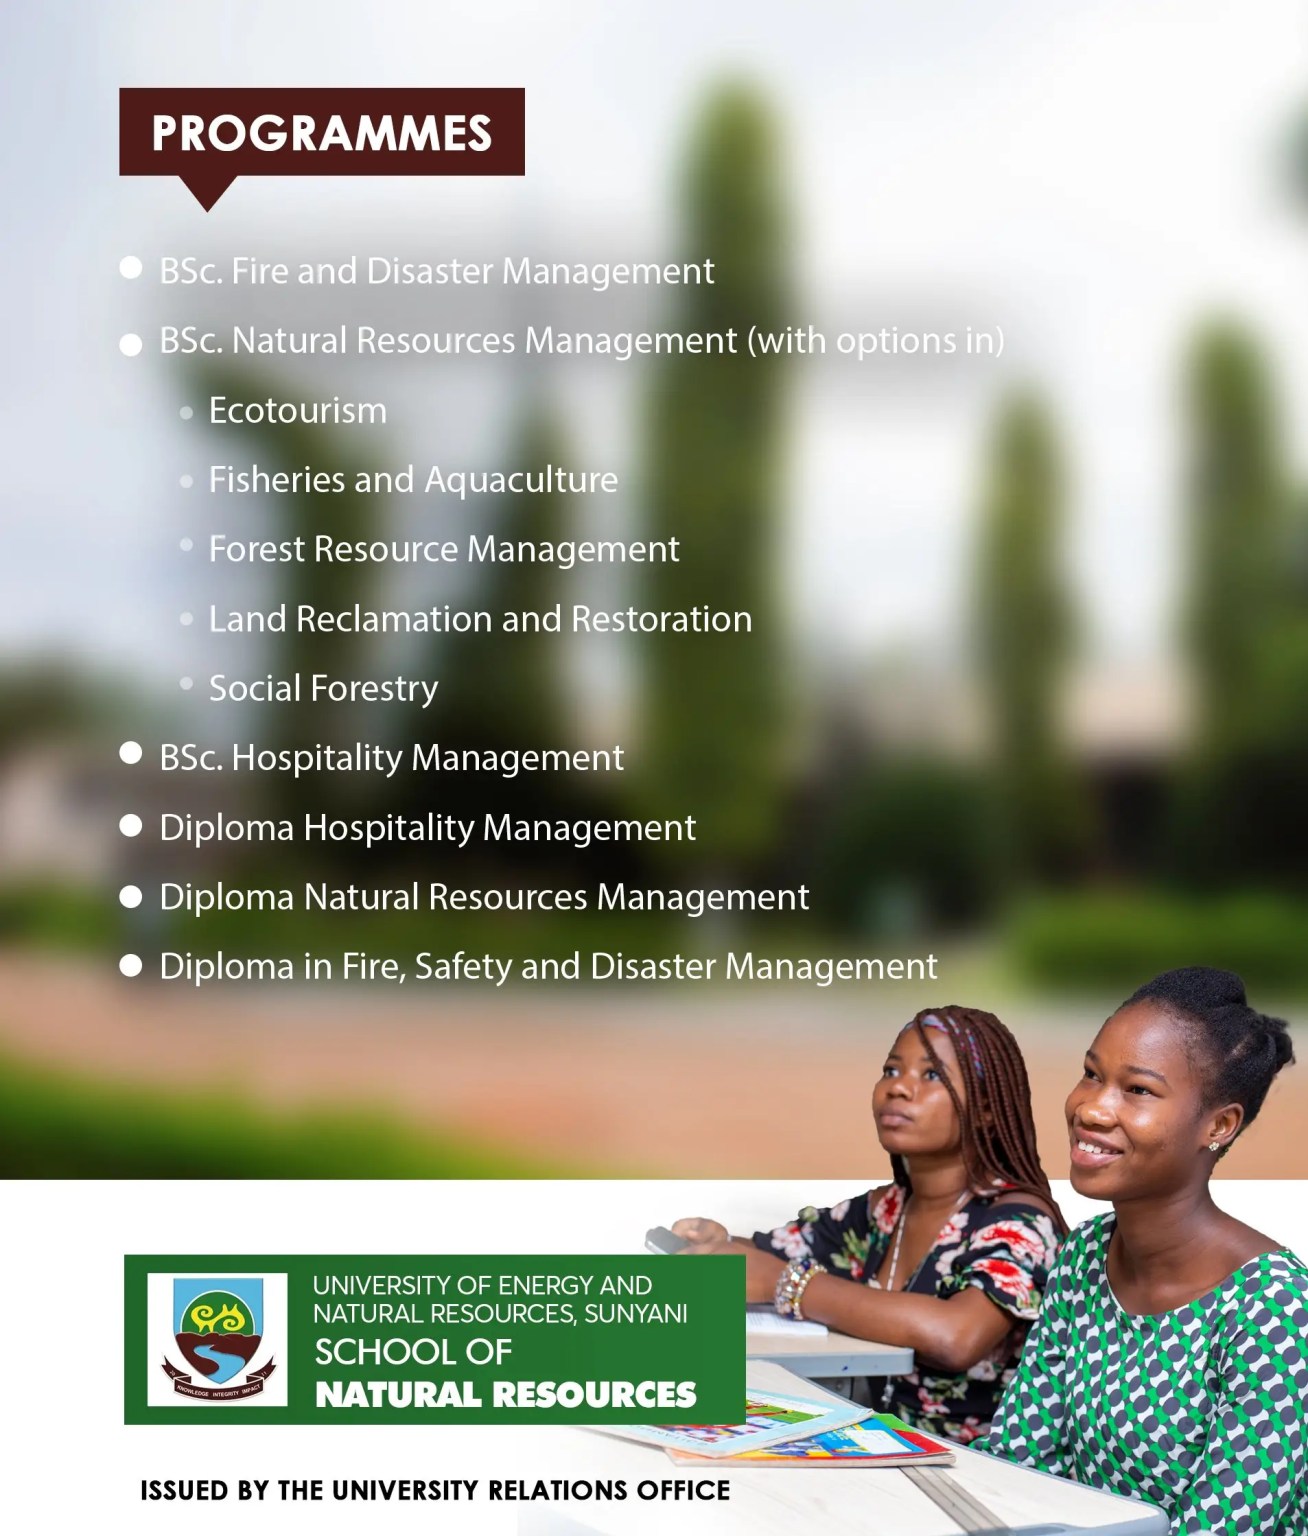 PROGRAMMES
BSc. Fire and Disaster Management
BSc. Natural Resources Management (with options in)
Ecotourism
Fisheries and Aquaculture
Forest Resource Management
Land Reclamation and Restoration
Social Forestry
BSc. Hospitality Management
Diploma Hospitality Management
Diploma Natural Resources Management
Diploma in Fire, Safety and Disaster Management
UNIVERSITY OF ENERGY AND
NATURAL RESOURCES, SUNYANI
SCHOOL OF
NATURAL RESOURCES
KNOWLEDGE INTEGRITY IMPACT
ISSUED BY THE UNIVERSITY RELATIONS OFFICE